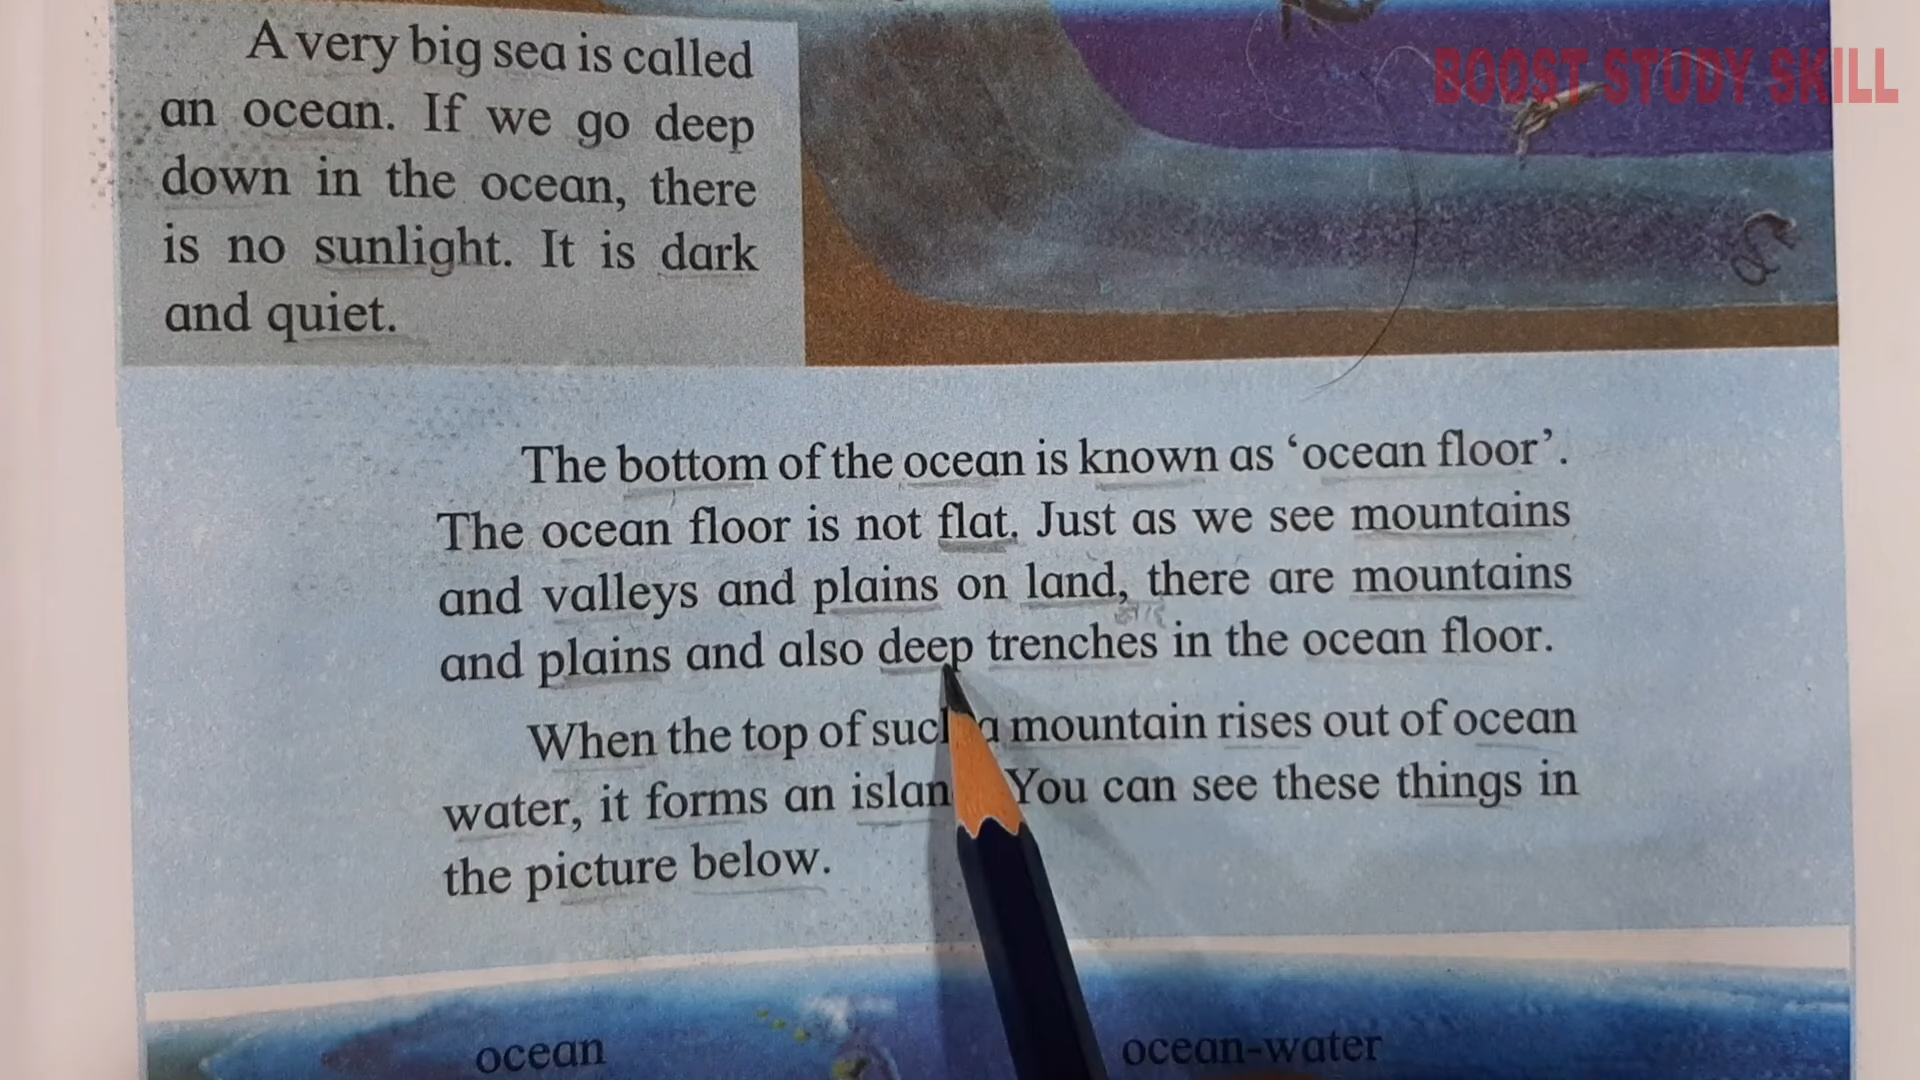 BOOST STUDY SKILL
A very big sea is called
an ocean. If we go deep
down in the ocean, there
is no sunlight. It is dark
and quiet.
The bottom of the ocean is known as ‘ocean floor’.
The ocean floor is not flat. Just as we see mountains
and valleys and plains on land, there are mountains
and plains and also deep trenches in the ocean floor.
When the top of such a mountain rises out of ocean
water, it forms an island. You can see these things in
the picture below.
ocean
ocean-water